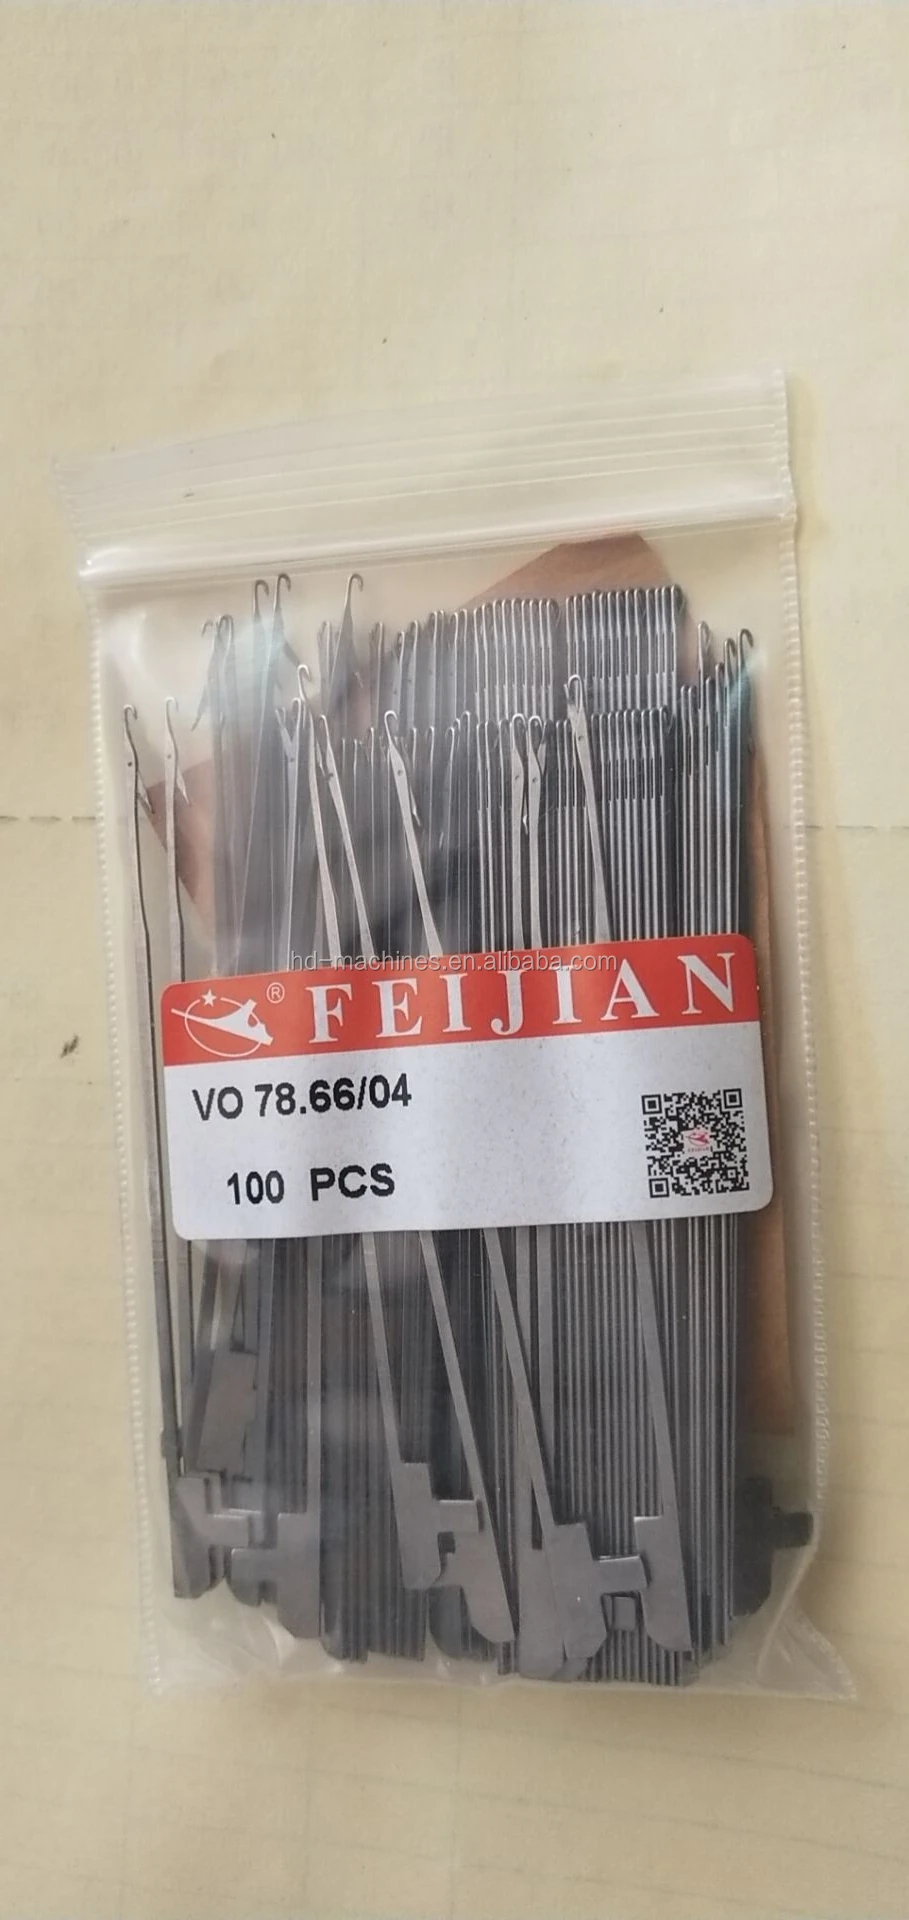 hd-machines.en.alibaba.com
® FEIJIAN
VO 78.66/04
100 PCS